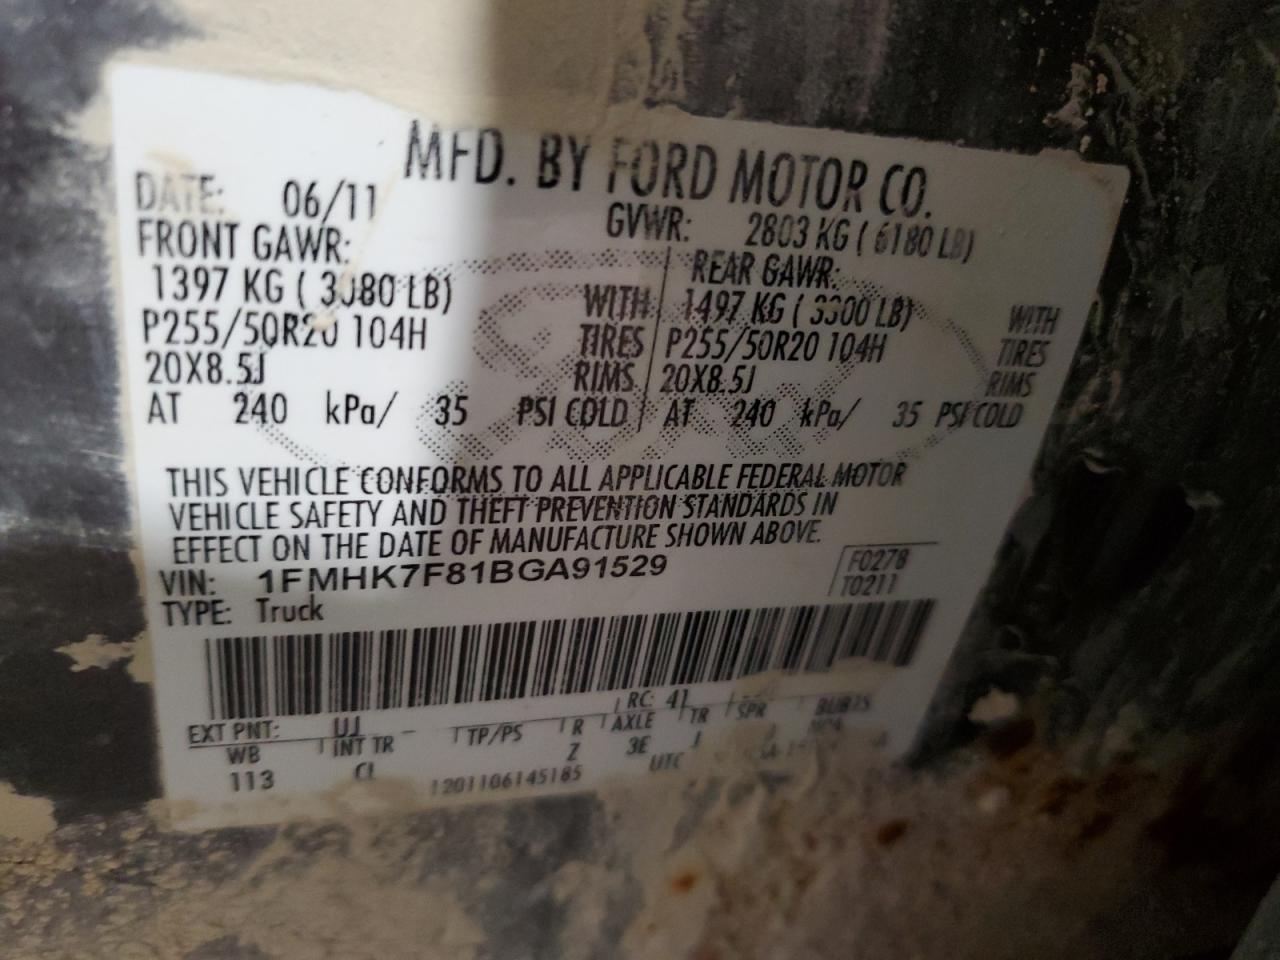 MFD. BY FORD MOTOR CO.
DATE: 06/11 GVWR: 2803 KG ( 6180 LB)
FRONT GAWR: REAR GAWR:
1397 KG ( 3080 LB) WITH 1497 KG ( 3300 LB) WITH
P255/50R20 104H TIRES P255/50R20 104H TIRES
20X8.5J RIMS 20X8.5J RIMS
AT 240 kPa/ 35 PSI COLD AT 240 kPa/ 35 PSI COLD
THIS VEHICLE CONFORMS TO ALL APPLICABLE FEDERAL MOTOR
VEHICLE SAFETY AND THEFT PREVENTION STANDARDS IN
EFFECT ON THE DATE OF MANUFACTURE SHOWN ABOVE.
VIN: 1FMHK7F81BGA91529 F0278
TYPE: Truck T0211
EXT PNT: UJ RC: 41
WB INT TR TP/PS R AXLE TR SPR
113 Z 3E
1201106145185 UTC